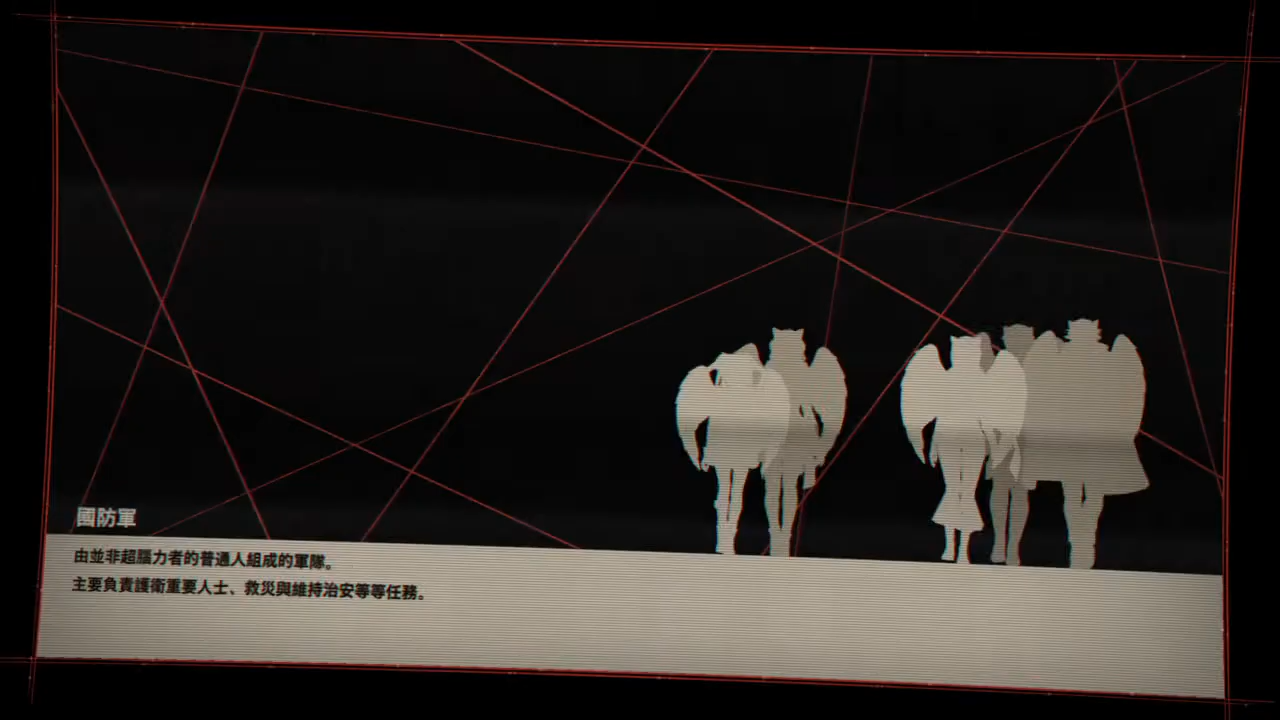 國防軍
由並非超腦力者的普通人組成的軍隊。
主要負責護衛重要人士、救災與維持治安等等任務。